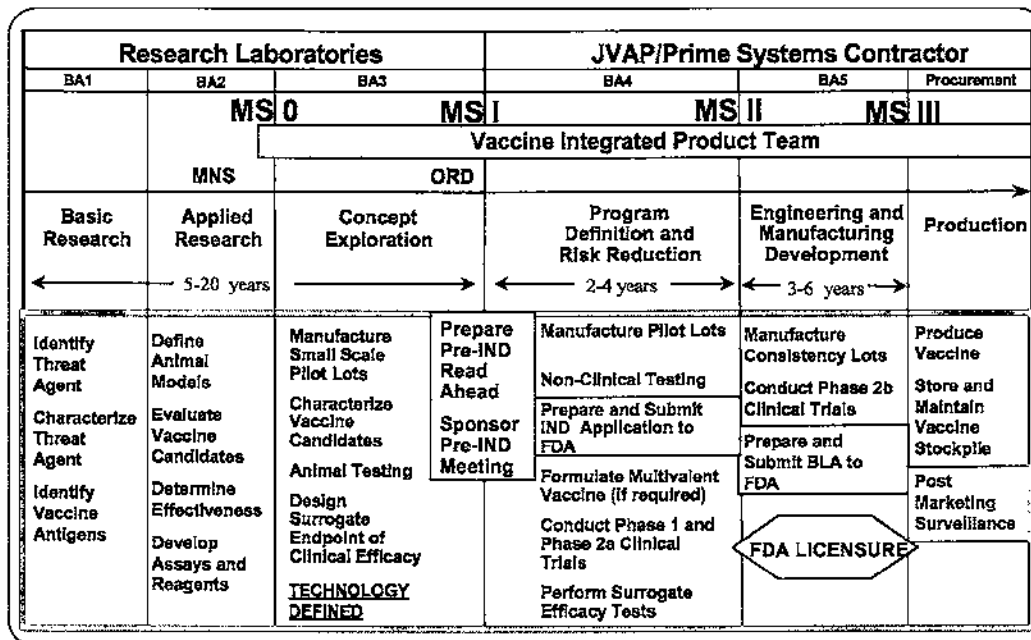 Research Laboratories
JVAP/Prime Systems Contractor
BA1
BA2
BA3
BA4
BA5
Procurement
MS 0
MS I
MS II
MS III
Vaccine Integrated Product Team
MNS
ORD
Basic
Research
Applied
Research
Concept
Exploration
Program
Definition and
Risk Reduction
Engineering and
Manufacturing
Development
Production
5-20 years
2-4 years
3-6 years
Identify
Threat
Agent
Characterize
Threat
Agent
Identify
Vaccine
Antigens
Define
Animal
Models
Evaluate
Vaccine
Candidates
Determine
Effectiveness
Develop
Assays and
Reagents
Manufacture
Small Scale
Pilot Lots
Characterize
Vaccine
Candidates
Animal Testing
Design
Surrogate
Endpoint of
Clinical Efficacy
TECHNOLOGY
DEFINED
Prepare
Pre-IND
Read
Ahead
Sponsor
Pre-IND
Meeting
Manufacture Pilot Lots
Non-Clinical Testing
Prepare and Submit
IND Application to
FDA
Formulate Multivalent
Vaccine (if required)
Conduct Phase 1 and
Phase 2a Clinical
Trials
Perform Surrogate
Efficacy Tests
Manufacture
Consistency Lots
Conduct Phase 2b
Clinical Trials
Prepare and
Submit BLA to
FDA
FDA LICENSURE
Produce
Vaccine
Store and
Maintain
Vaccine
Stockpile
Post
Marketing
Surveillance